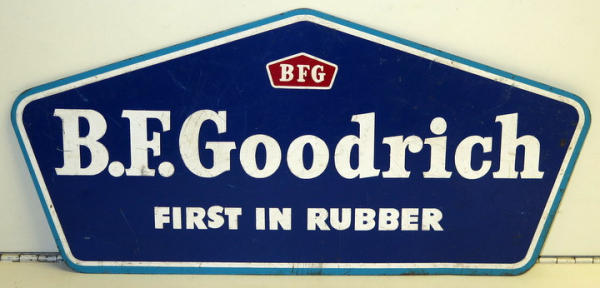 BFG
B.F.Goodrich
FIRST IN RUBBER